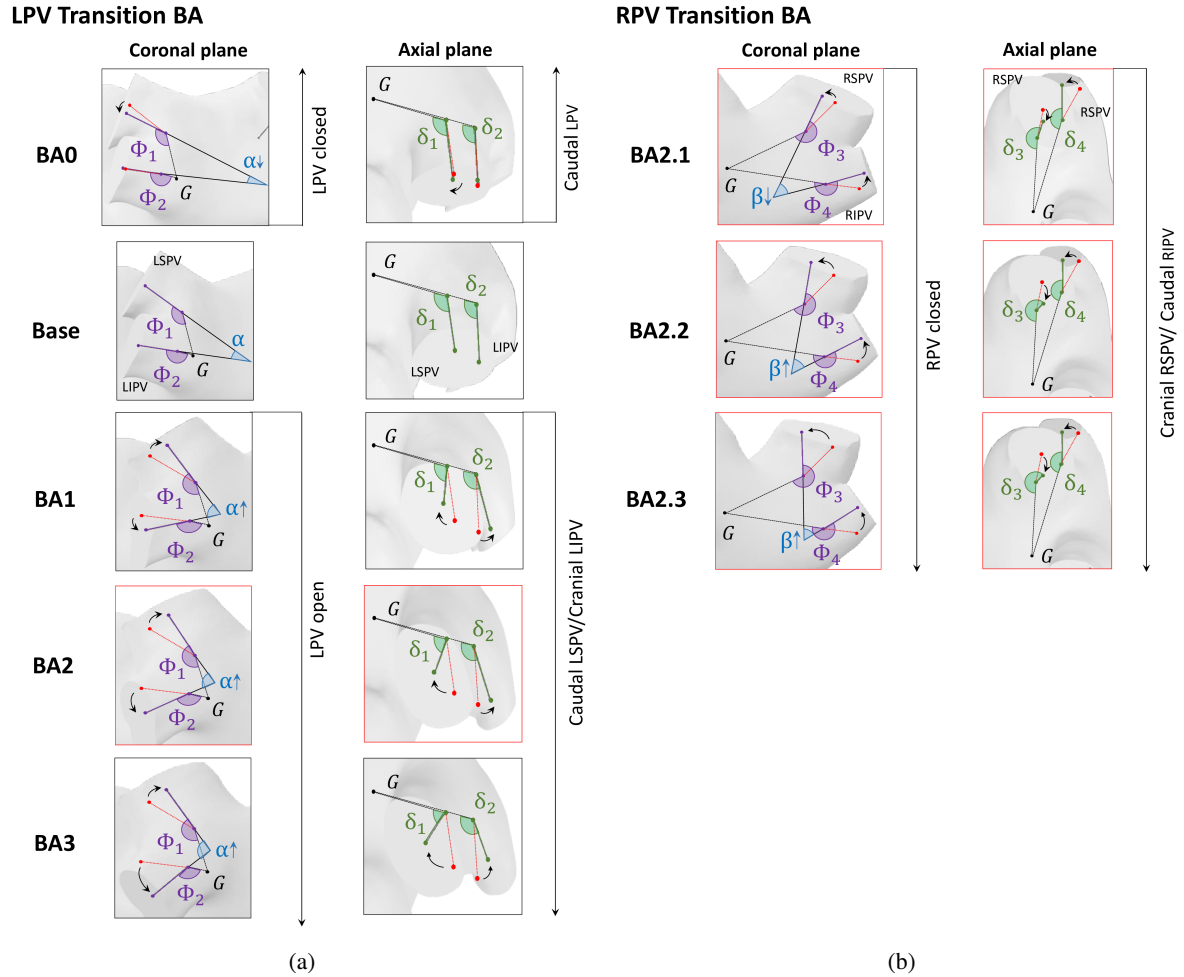 LPV Transition BA
Coronal plane
Axial plane
BA0
Φ1
Φ2
G
α↓
LPV closed
G
δ1
δ2
Caudal LPV
Base
LSPV
LIPV
Φ1
Φ2
G
α
G
δ1
δ2
LSPV
LIPV
BA1
Φ1
Φ2
G
α↑
G
δ1
δ2
BA2
Φ1
Φ2
G
α↑
G
δ1
δ2
BA3
Φ1
Φ2
G
α↑
G
δ1
δ2
LPV open
Caudal LSPV/Cranial LIPV
(a)
RPV Transition BA
Coronal plane
Axial plane
BA2.1
RSPV
G
Φ3
Φ4
β↓
RIPV
RSPV
RSPV
δ3
δ4
G
BA2.2
G
Φ3
Φ4
β↑
δ3
δ4
G
BA2.3
G
Φ3
Φ4
β↑
δ3
δ4
G
RPV closed
Cranial RSPV/ Caudal RIPV
(b)